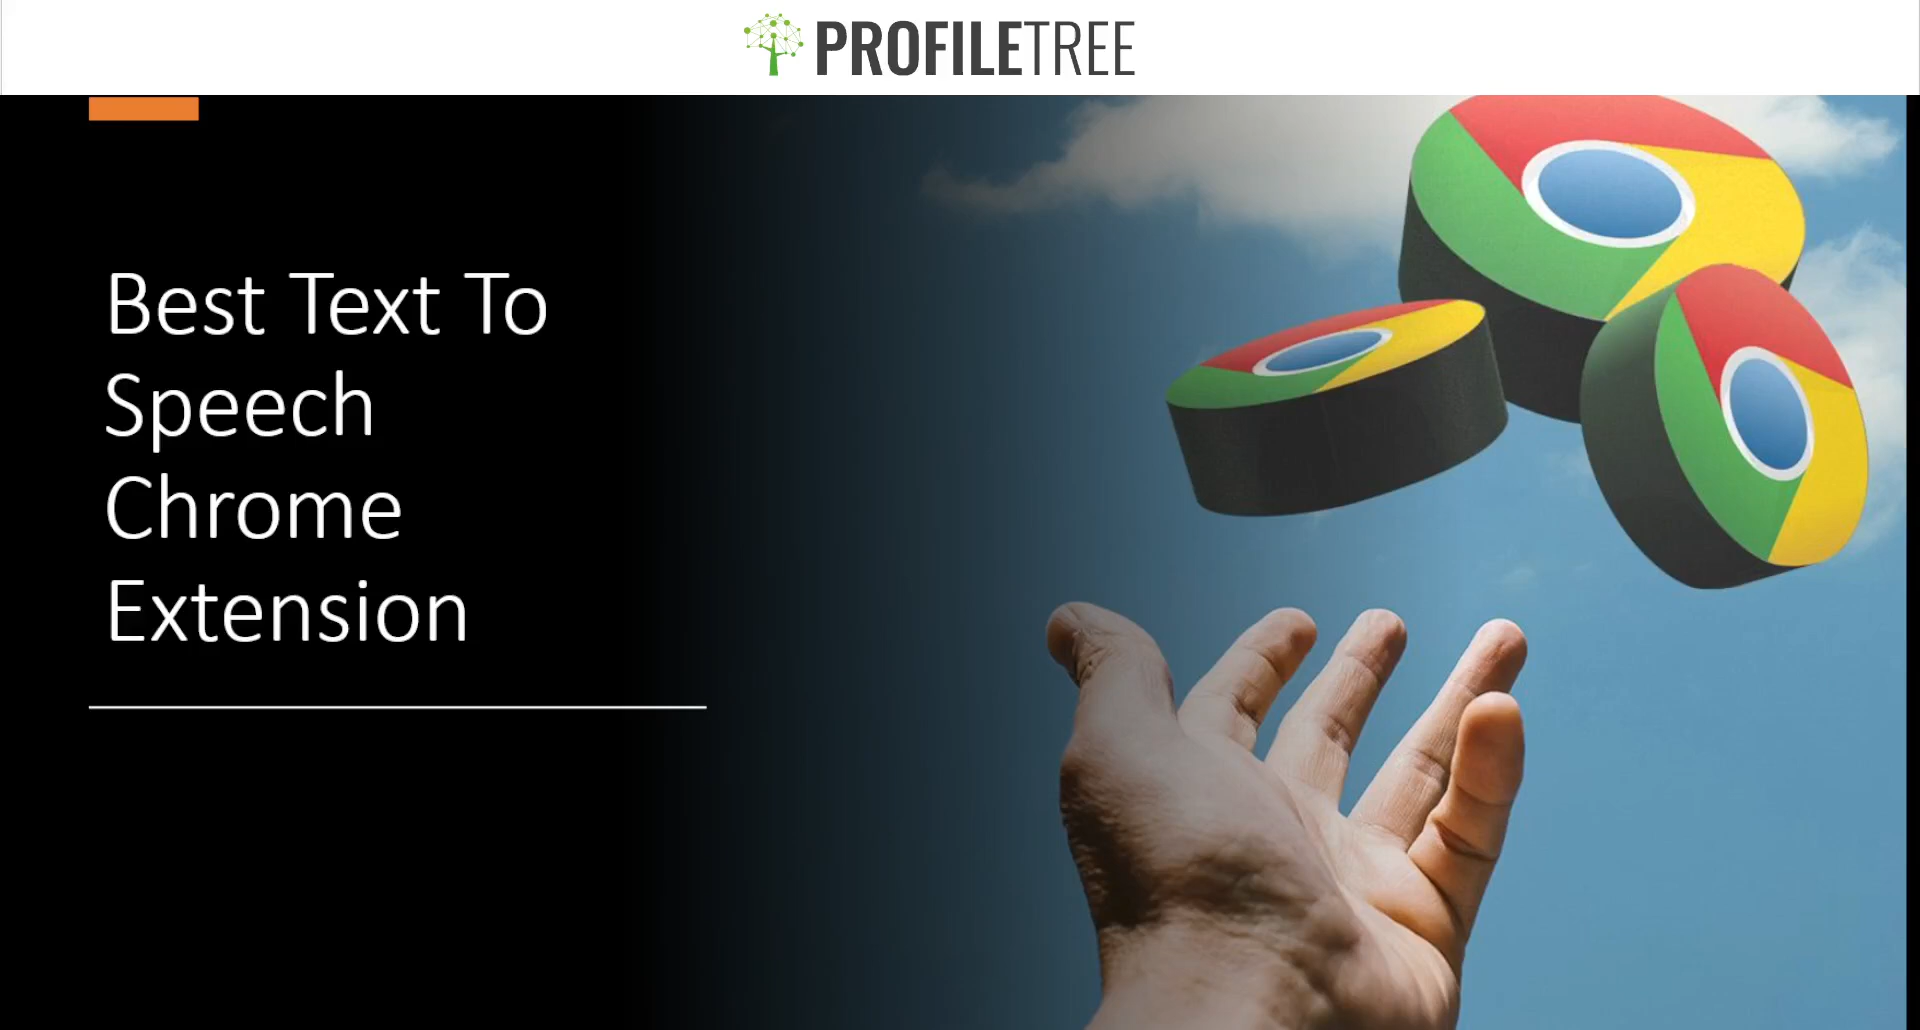 PROFILETREE
Best Text To
Speech
Chrome
Extension